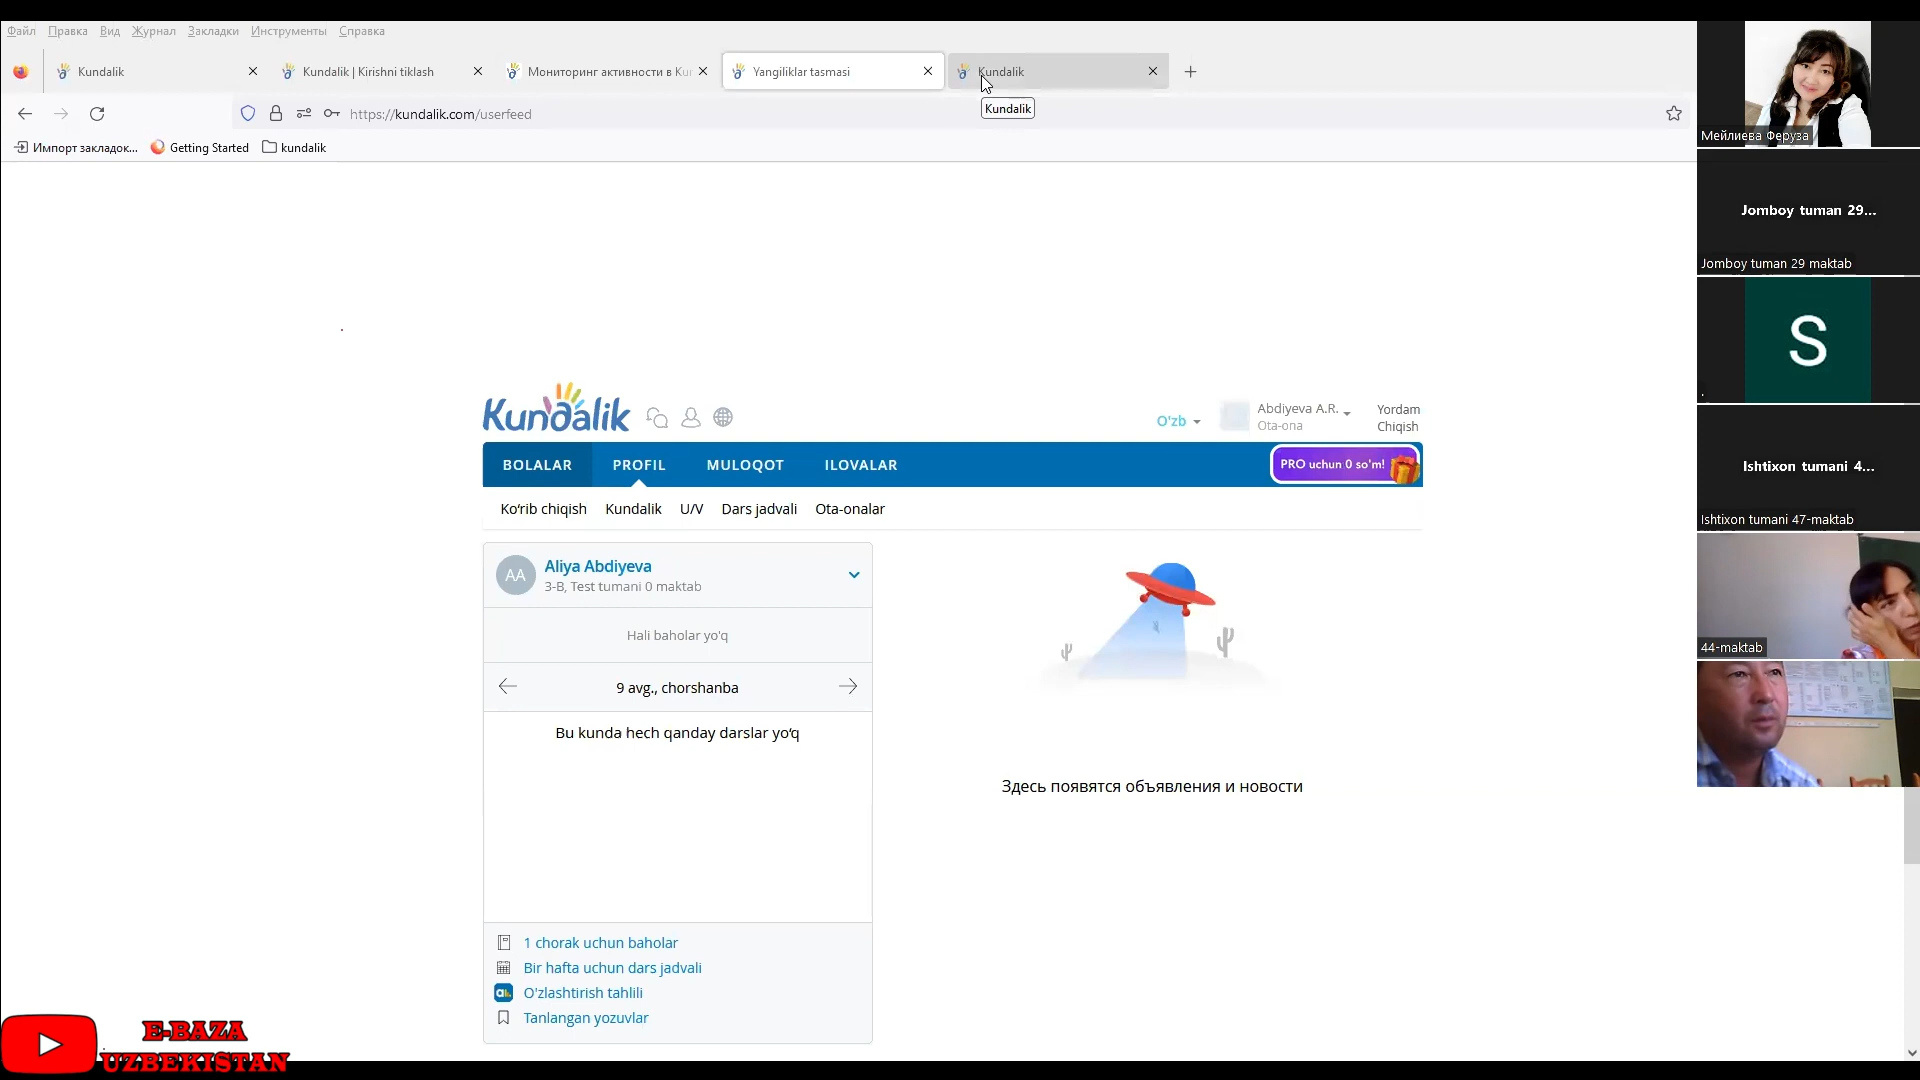 Файл Правка Вид Журнал Закладки Инструменты Справка
Kundalik
Kundalik | Kirishni tiklash
Мониторинг активности в Kun
Yangiliklar tasmasi
Kundalik
https://kundalik.com/userfeed
Kundalik
Импорт закладок... Getting Started kundalik
Kundalik
O'zb
Abdiyeva A.R.
Ota-ona
Yordam
Chiqish
BOLALAR PROFIL MULOQOT ILOVALAR
PRO uchun 0 so'm!
Ko‘rib chiqish Kundalik U/V Dars jadvali Ota-onalar
AA
Aliya Abdiyeva
3-B, Test tumani 0 maktab
Hali baholar yo'q
9 avg., chorshanba
Bu kunda hech qanday darslar yo‘q
Здесь появятся объявления и новости
1 chorak uchun baholar
Bir hafta uchun dars jadvali
O'zlashtirish tahlili
Tanlangan yozuvlar
Мейлиева Феруза
Jomboy tuman 29...
Jomboy tuman 29 maktab
S
.
Ishtixon tumani 4...
Ishtixon tumani 47-maktab
44-maktab
E-BAZA
UZBEKISTAN